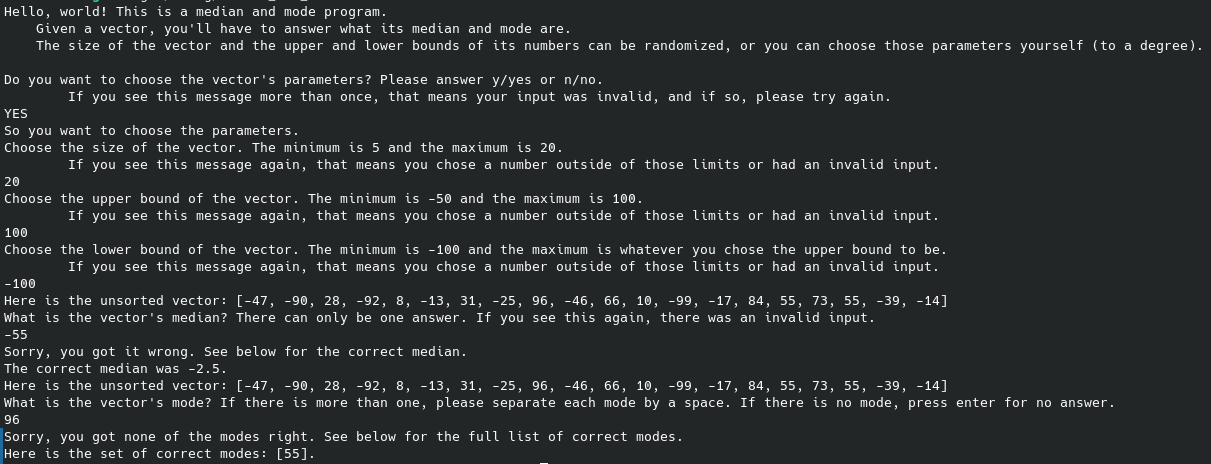 Hello, world! This is a median and mode program.
Given a vector, you'll have to answer what its median and mode are.
The size of the vector and the upper and lower bounds of its numbers can be randomized, or you can choose those parameters yourself (to a degree).
Do you want to choose the vector's parameters? Please answer y/yes or n/no.
If you see this message more than once, that means your input was invalid, and if so, please try again.
YES
So you want to choose the parameters.
Choose the size of the vector. The minimum is 5 and the maximum is 20.
If you see this message again, that means you chose a number outside of those limits or had an invalid input.
20
Choose the upper bound of the vector. The minimum is -50 and the maximum is 100.
If you see this message again, that means you chose a number outside of those limits or had an invalid input.
100
Choose the lower bound of the vector. The minimum is -100 and the maximum is whatever you chose the upper bound to be.
If you see this message again, that means you chose a number outside of those limits or had an invalid input.
-100
Here is the unsorted vector: [-47, -90, 28, -92, 8, -13, 31, -25, 96, -46, 66, 10, -99, -17, 84, 55, 73, 55, -39, -14]
What is the vector's median? There can only be one answer. If you see this again, there was an invalid input.
-55
Sorry, you got it wrong. See below for the correct median.
The correct median was -2.5.
Here is the unsorted vector: [-47, -90, 28, -92, 8, -13, 31, -25, 96, -46, 66, 10, -99, -17, 84, 55, 73, 55, -39, -14]
What is the vector's mode? If there is more than one, please separate each mode by a space. If there is no mode, press enter for no answer.
96
Sorry, you got none of the modes right. See below for the full list of correct modes.
Here is the set of correct modes: [55].